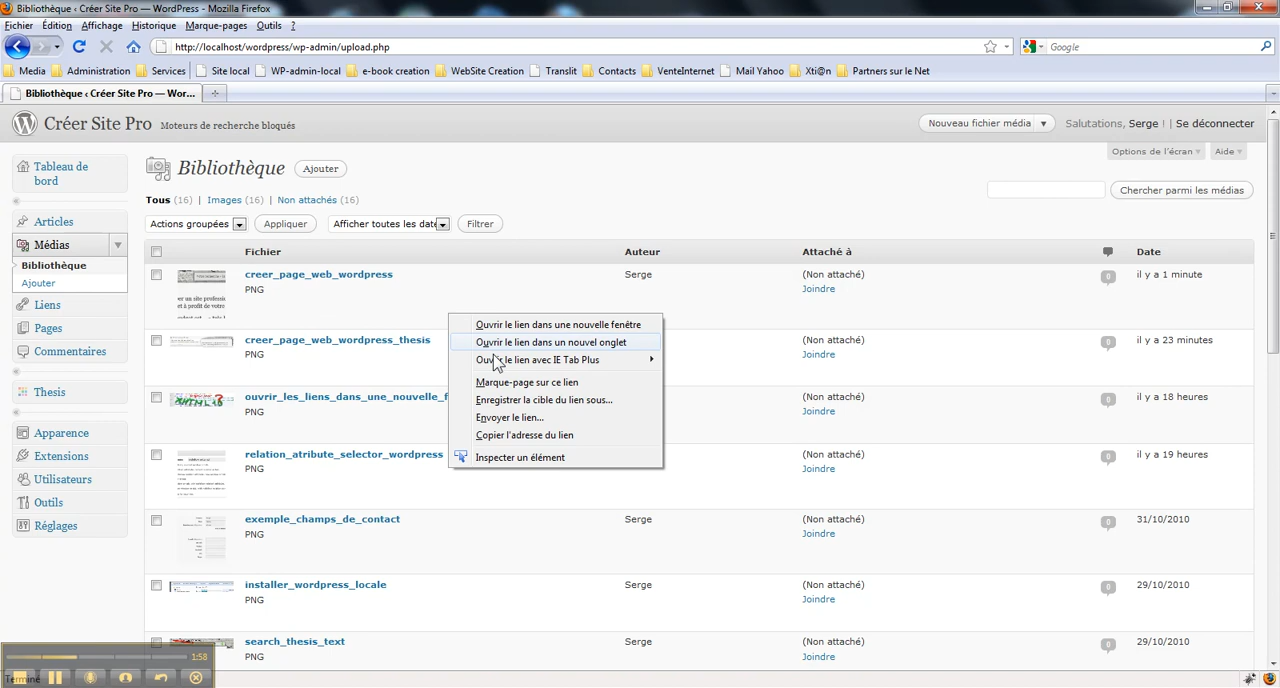 Bibliothèque ‹ Créer Site Pro — WordPress - Mozilla Firefox
Fichier Édition Affichage Historique Marque-pages Outils ?
http://localhost/wordpress/wp-admin/upload.php Google
Media Administration Services Site local WP-admin-local e-book creation WebSite Creation Translit Contacts VenteInternet Mail Yahoo Xti@n Partners sur le Net
Bibliothèque ‹ Créer Site Pro — Wor...
Créer Site Pro Moteurs de recherche bloqués Nouveau fichier média Salutations, Serge ! | Se déconnecter
Options de l'écran Aide
Tableau de bord
Articles
Médias
Bibliothèque
Ajouter
Liens
Pages
Commentaires
Thesis
Apparence
Extensions
Utilisateurs
Outils
Réglages
Bibliothèque Ajouter
Chercher parmi les médias
Tous (16) | Images (16) | Non attachés (16)
Actions groupées Appliquer Afficher toutes les date Filtrer
Fichier Auteur Attaché à Date
creer_page_web_wordpress Serge (Non attaché) 0 il y a 1 minute
PNG Joindre
creer_page_web_wordpress_thesis (Non attaché) 0 il y a 23 minutes
PNG Joindre
ouvrir_les_liens_dans_une_nouvelle_f (Non attaché) 0 il y a 18 heures
PNG Joindre
relation_atribute_selector_wordpress (Non attaché) 0 il y a 19 heures
PNG Joindre
exemple_champs_de_contact Serge (Non attaché) 0 31/10/2010
PNG Joindre
installer_wordpress_locale Serge (Non attaché) 0 29/10/2010
PNG Joindre
search_thesis_text Serge (Non attaché) 0 29/10/2010
PNG Joindre
Ouvrir le lien dans une nouvelle fenêtre
Ouvrir le lien dans un nouvel onglet
Ouvrir le lien avec IE Tab Plus
Marque-page sur ce lien
Enregistrer la cible du lien sous...
Envoyer le lien...
Copier l'adresse du lien
Inspecter un élément
1:58
Terminé